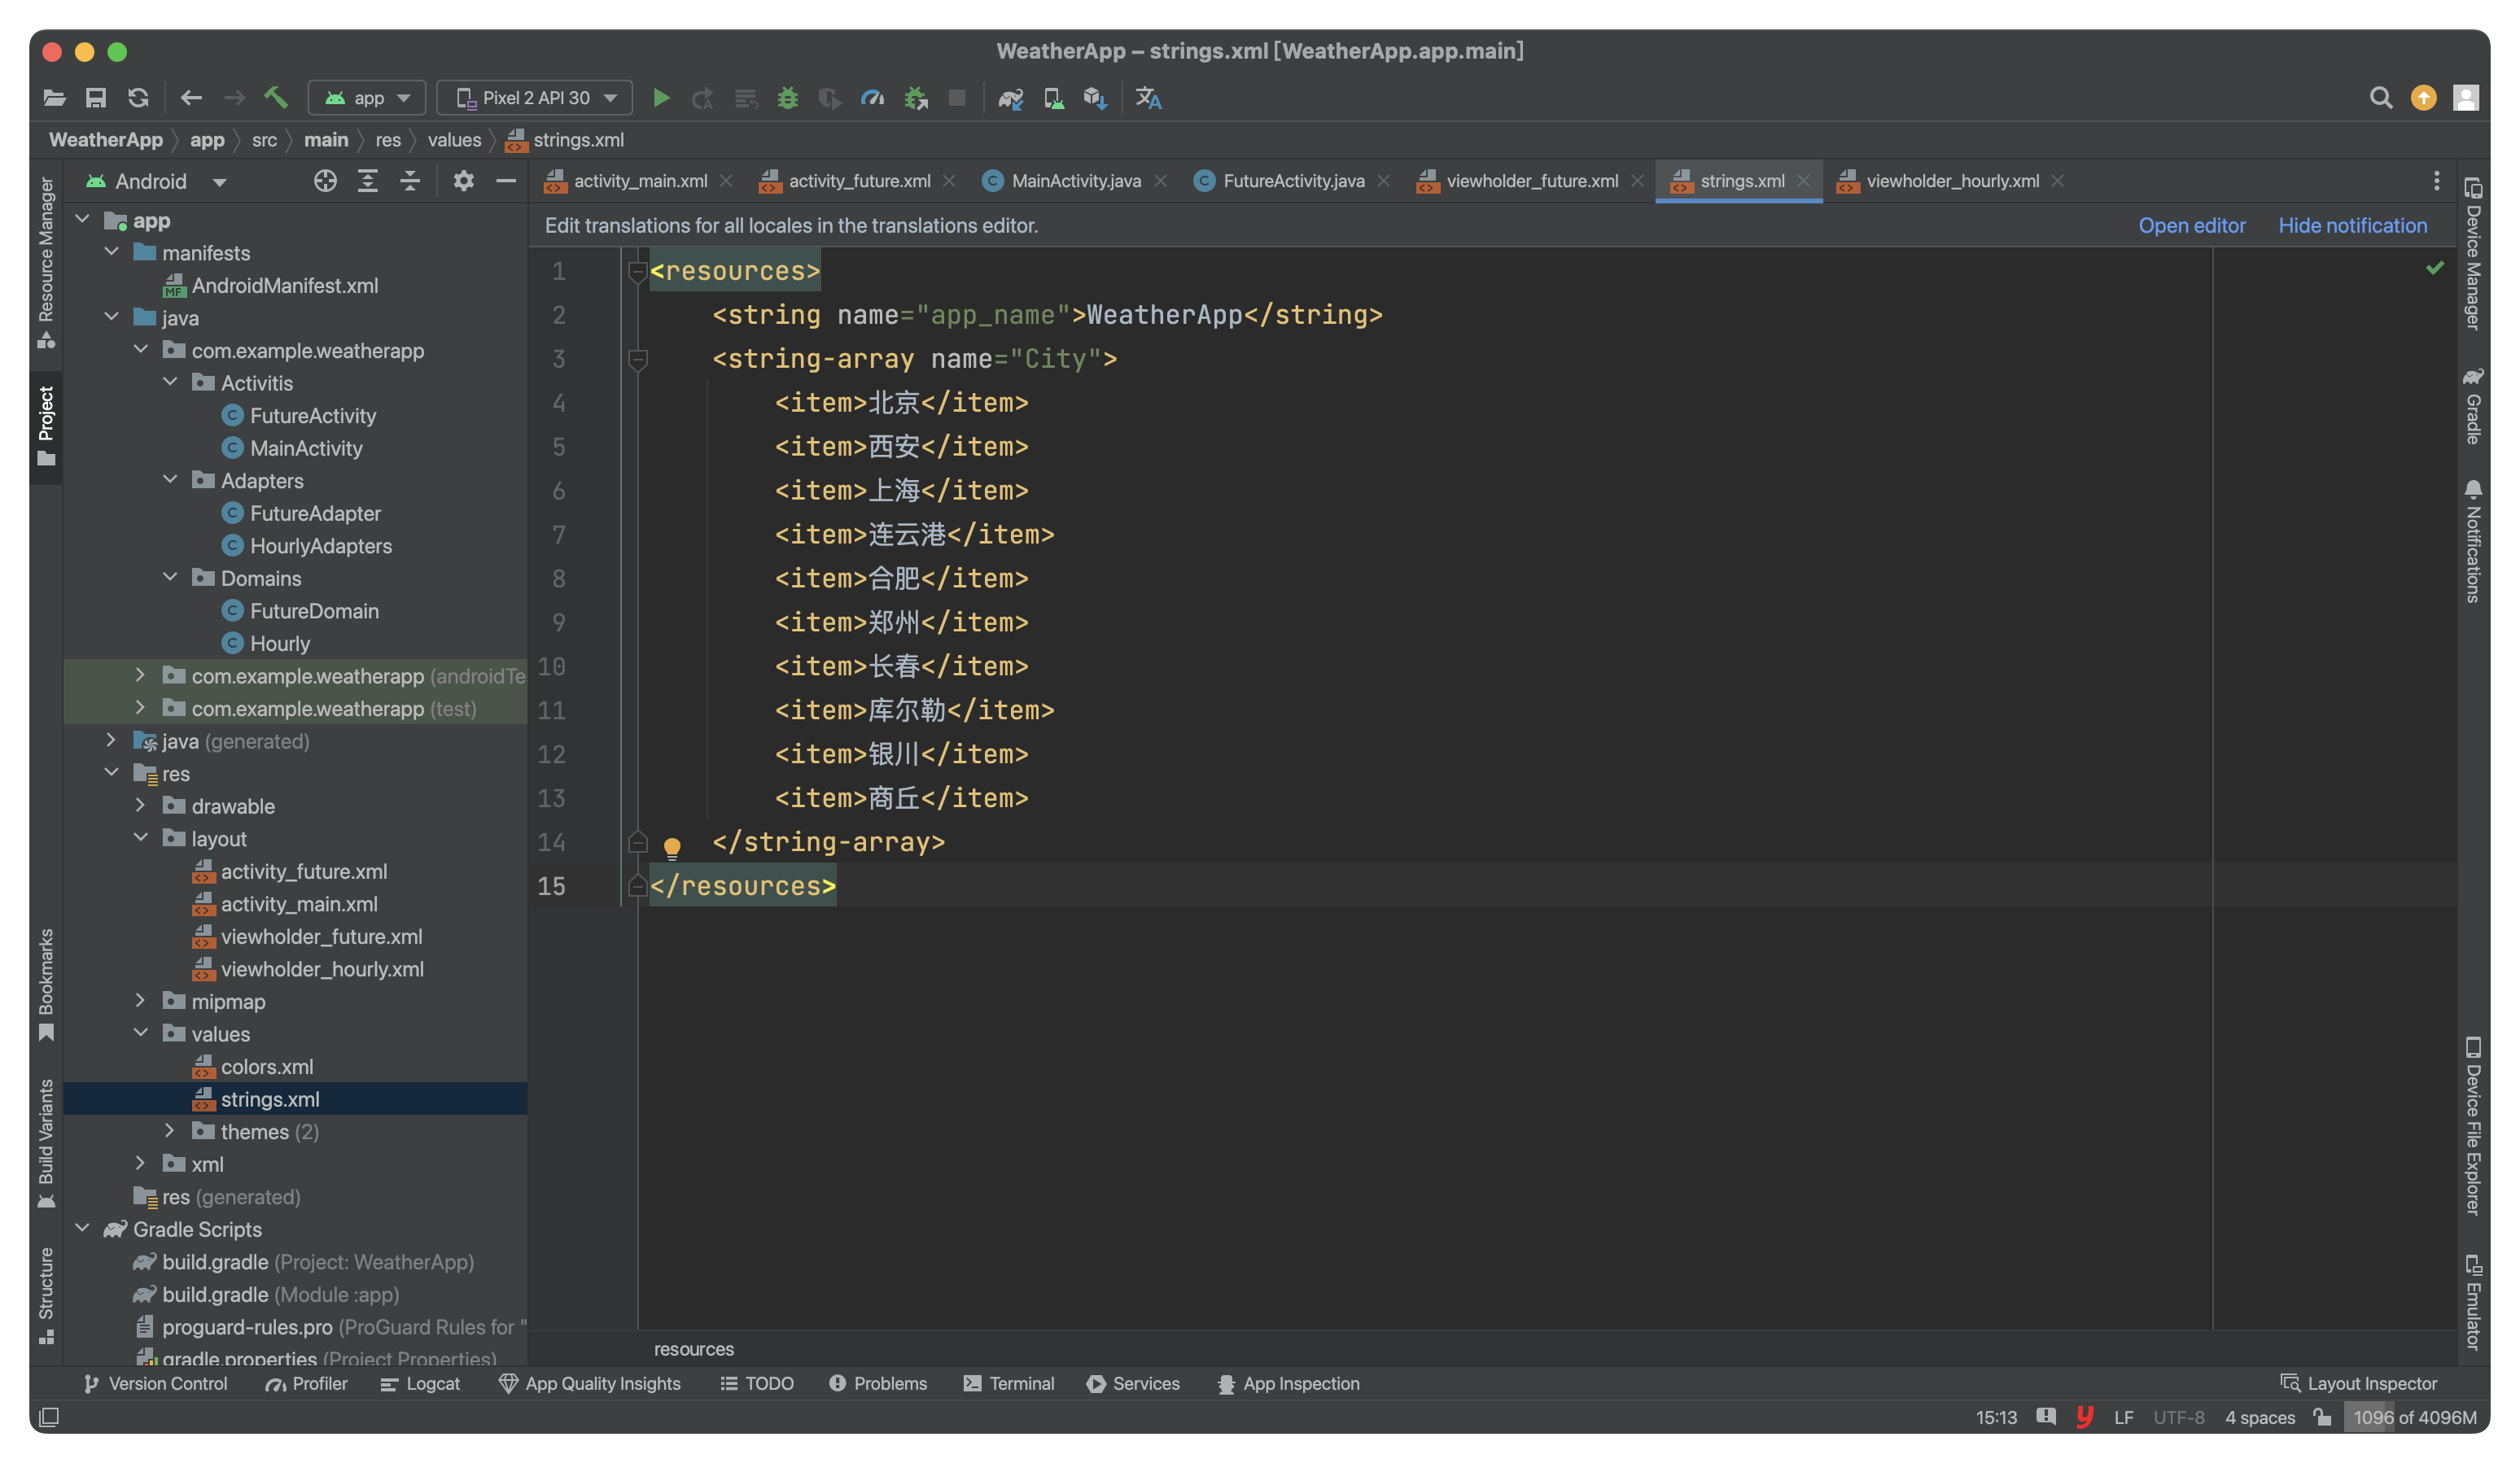 WeatherApp – strings.xml [WeatherApp.app.main]
app
Pixel 2 API 30
WeatherApp app src main res values strings.xml
Android
activity_main.xml
activity_future.xml
MainActivity.java
FutureActivity.java
viewholder_future.xml
strings.xml
viewholder_hourly.xml
Edit translations for all locales in the translations editor.
Open editor
Hide notification
Resource Manager
Project
Bookmarks
Build Variants
Structure
app
manifests
AndroidManifest.xml
java
com.example.weatherapp
Activitis
FutureActivity
MainActivity
Adapters
FutureAdapter
HourlyAdapters
Domains
FutureDomain
Hourly
com.example.weatherapp (androidTe
com.example.weatherapp (test)
java (generated)
res
drawable
layout
activity_future.xml
activity_main.xml
viewholder_future.xml
viewholder_hourly.xml
mipmap
values
colors.xml
strings.xml
themes (2)
xml
res (generated)
Gradle Scripts
build.gradle (Project: WeatherApp)
build.gradle (Module :app)
proguard-rules.pro (ProGuard Rules for "
gradle.properties (Project Properties)
1 <resources>
2 <string name="app_name">WeatherApp</string>
3 <string-array name="City">
4 <item>北京</item>
5 <item>西安</item>
6 <item>上海</item>
7 <item>连云港</item>
8 <item>合肥</item>
9 <item>郑州</item>
10 <item>长春</item>
11 <item>库尔勒</item>
12 <item>银川</item>
13 <item>商丘</item>
14 </string-array>
15 </resources>
resources
Device Manager
Gradle
Notifications
Device File Explorer
Emulator
Version Control
Profiler
Logcat
App Quality Insights
TODO
Problems
Terminal
Services
App Inspection
Layout Inspector
15:13
LF
UTF-8
4 spaces
1096 of 4096M